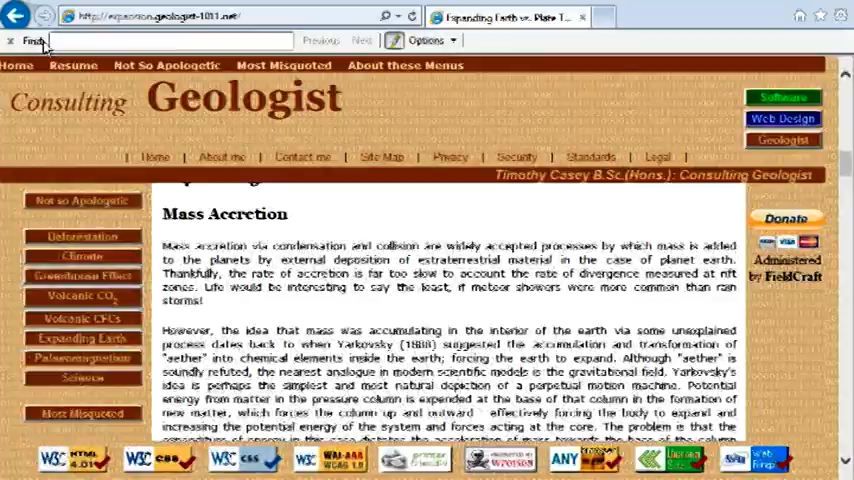 http://expansion.geologist-1011.net/
Expanding Earth vs. Plate T...
x Find
Previous Next Options
Home Resume Not So Apologetic Most Misquoted About these Menus
Consulting Geologist
Software
Web Design
Geologist
| Home | About me | Contact me | Site Map | Privacy | Security | Standards | Legal |
Timothy Casey B.Sc.(Hons.): Consulting Geologist
Not so Apologetic
Deforestation
Climate
Greenhouse Effect
Volcanic CO2
Volcanic CFCs
Expanding Earth
Palaeomagnetism
Science
Most Misquoted
Mass Accretion
Mass accretion via condensation and collision are widely accepted processes by which mass is added
to the planets by external deposition of extraterrestrial material in the case of planet earth.
Thankfully, the rate of accretion is far too slow to account the rate of divergence measured at rift
zones. Life would be interesting to say the least, if meteor showers were more common than rain
storms!
However, the idea that mass was accumulating in the interior of the earth via some unexplained
process dates back to when Yarkovsky (1888) suggested the accumulation and transformation of
"aether" into chemical elements inside the earth; forcing the earth to expand. Although "aether" is
soundly refuted, the nearest analogue in modern scientific models is the gravitational field. Yarkovsky's
idea is perhaps the simplest and most natural depiction of a perpetual motion machine. Potential
energy from matter in the pressure column is expended at the base of that column in the formation of
new matter, which forces the column up and outward effectively forcing the body to expand and
increasing the potential energy of the system and forces acting at the core. The problem is that the
expenditure of energy in this case dictates the acceleration of mass towards the base of the column
Donate
VISA
Administered
by FieldCraft
W3C HTML 4.01
W3C CSS
W3C CSS
W3C WAI-AAA WCAG 1.0
printer friendly
ANY
Web Rings